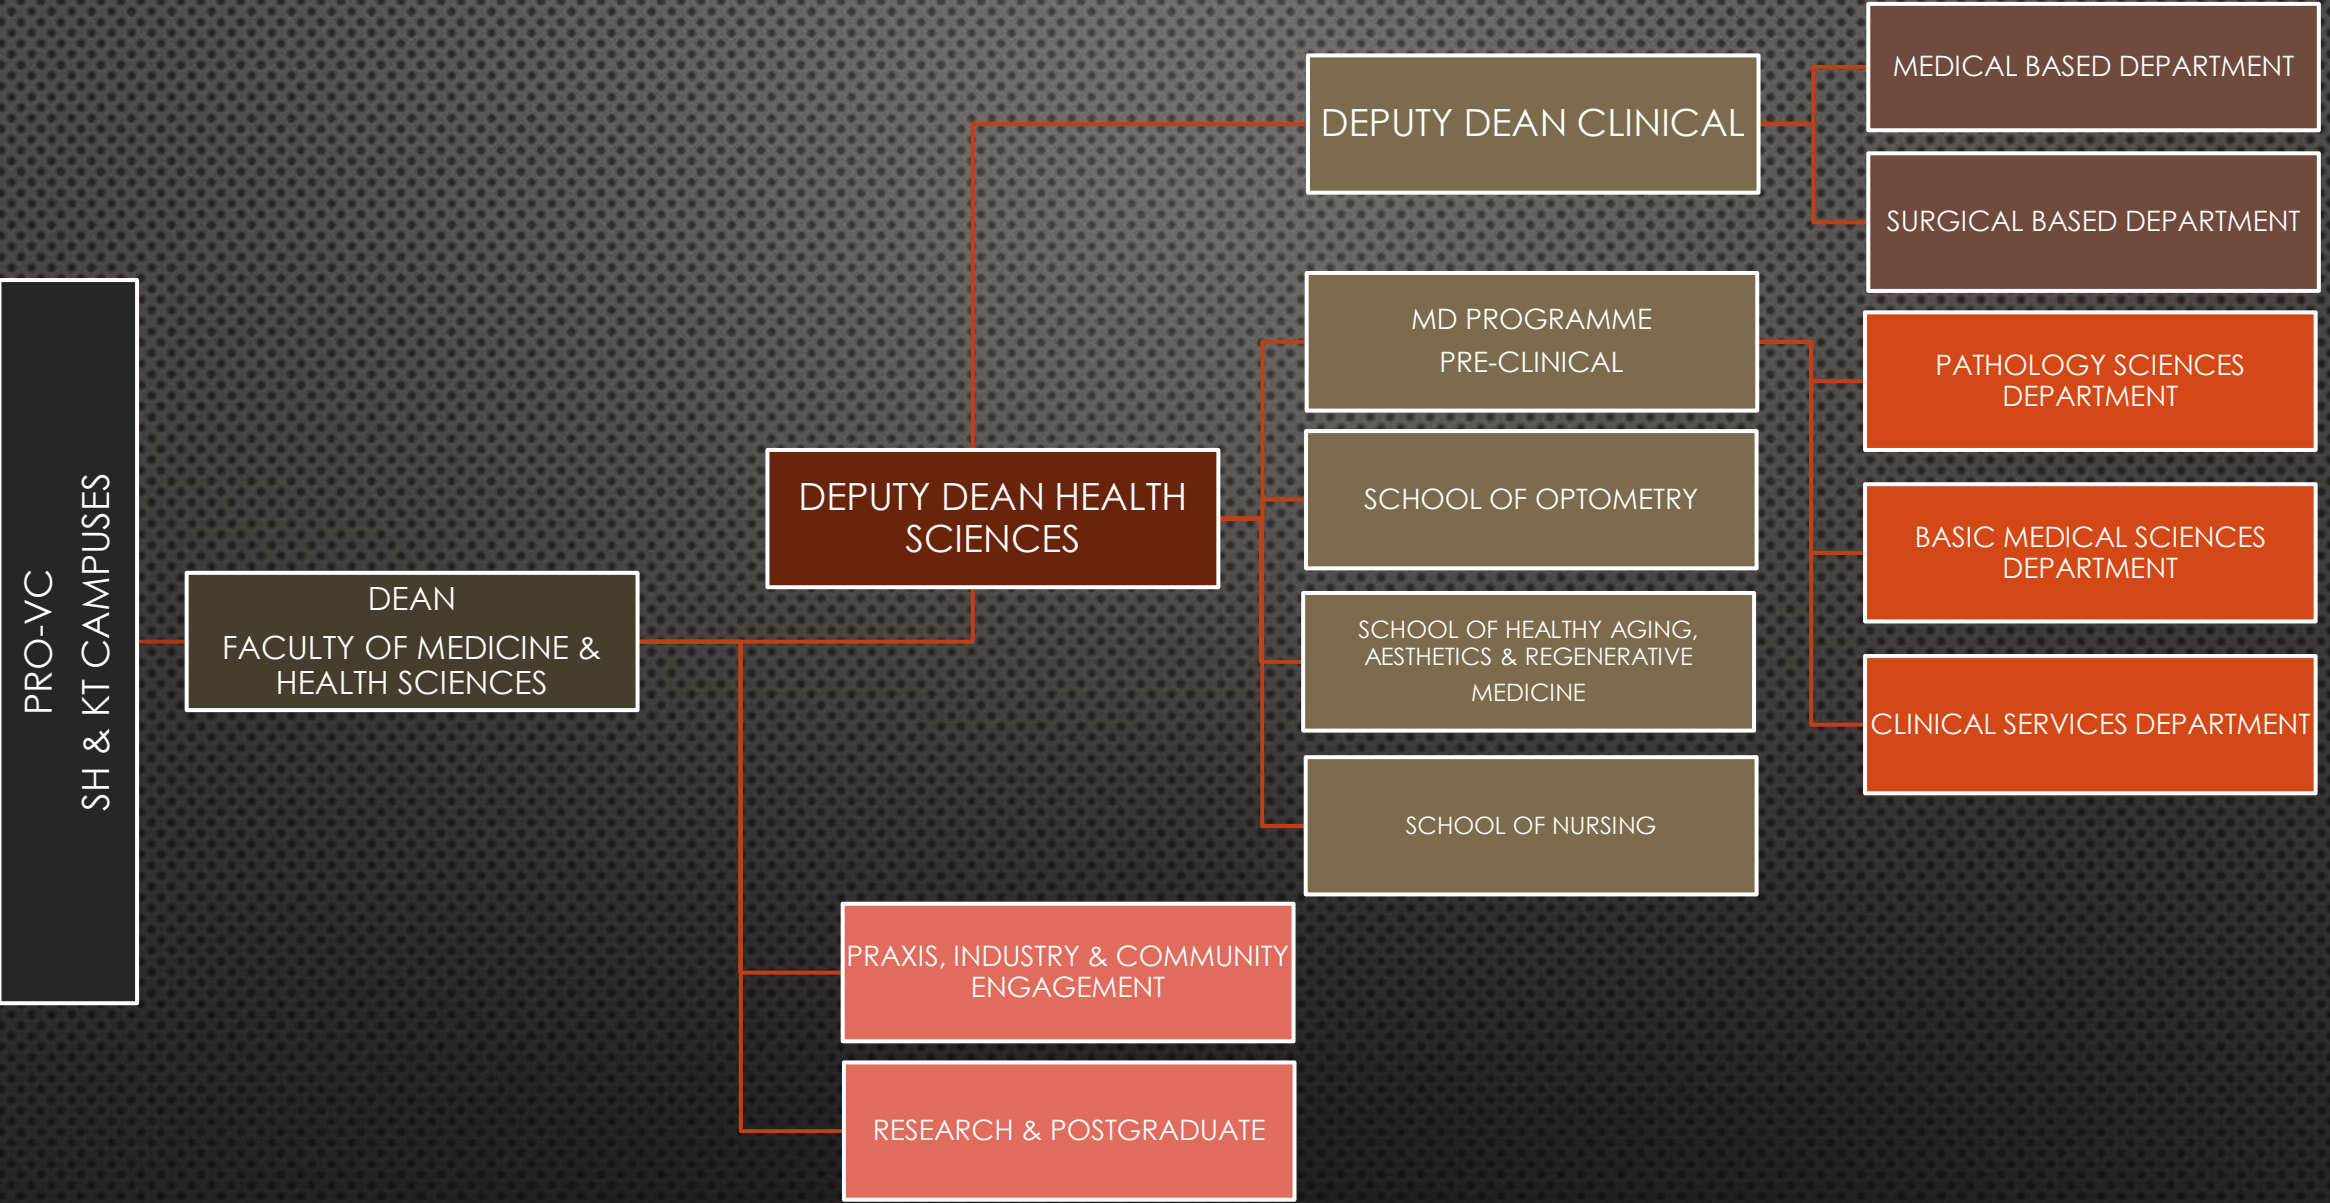 PRO-VC
SH & KT CAMPUSES
DEAN
FACULTY OF MEDICINE &
HEALTH SCIENCES
DEPUTY DEAN HEALTH
SCIENCES
DEPUTY DEAN CLINICAL
MEDICAL BASED DEPARTMENT
SURGICAL BASED DEPARTMENT
MD PROGRAMME
PRE-CLINICAL
PATHOLOGY SCIENCES
DEPARTMENT
BASIC MEDICAL SCIENCES
DEPARTMENT
CLINICAL SERVICES DEPARTMENT
SCHOOL OF OPTOMETRY
SCHOOL OF HEALTHY AGING,
AESTHETICS & REGENERATIVE
MEDICINE
SCHOOL OF NURSING
PRAXIS, INDUSTRY & COMMUNITY
ENGAGEMENT
RESEARCH & POSTGRADUATE